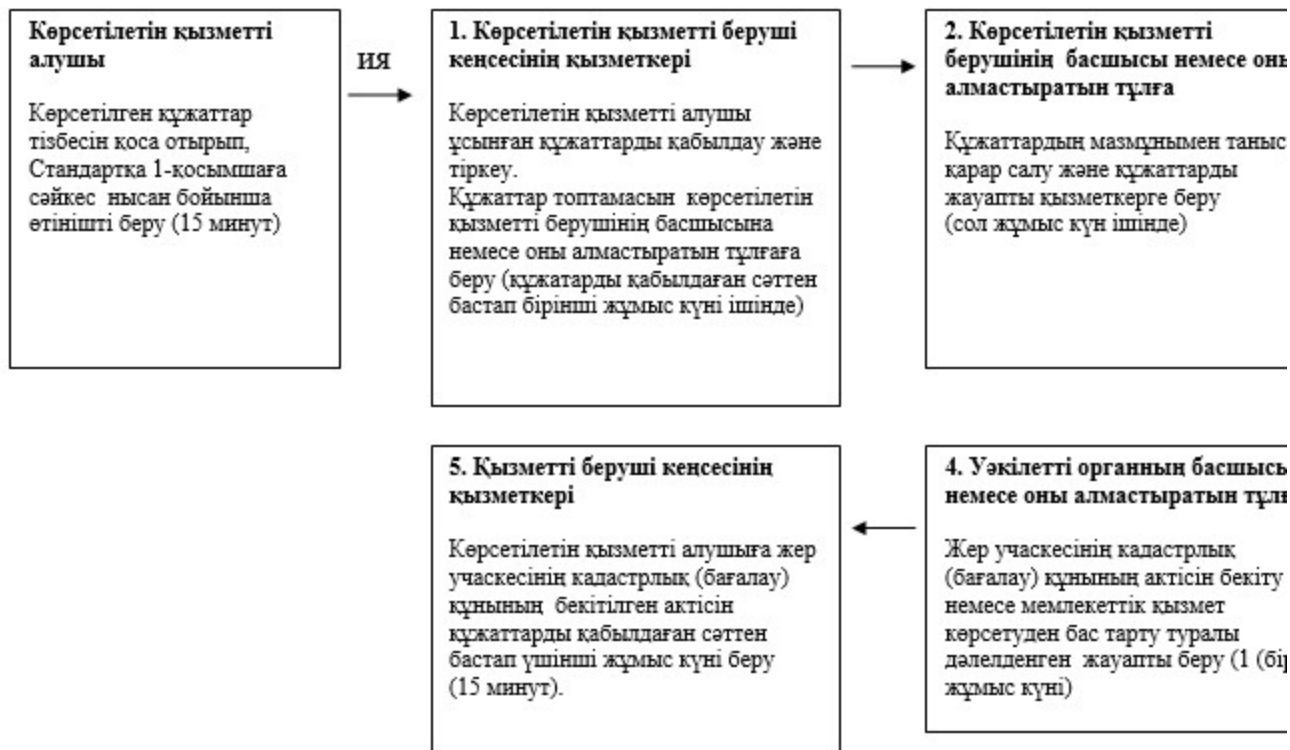 Көрсетілетін қызметті
алушы
Көрсетілген құжаттар
тізбесін қоса отырып,
Стандартқа 1-қосымшаға
сәйкес нысан бойынша
өтінішті беру (15 минут)
ИЯ
1. Көрсетілетін қызметті беруші
кеңсесінің қызметкері
Көрсетілетін қызметті алушы
ұсынған құжаттарды қабылдау және
тіркеу.
Құжаттар топтамасын көрсетілетін
қызметті берушінің басшысына
немесе оны алмастыратын тұлғаға
беру (құжатарды қабылдаған сәттен
бастап бірінші жұмыс күні ішінде)
2. Көрсетілетін қызметті
берушінің басшысы немесе
алмастыратын тұлға
Құжаттардың мазмұнымен
қарар салу және құжаттарды
жауапты қызметкерге беру
(сол жұмыс күн ішінде)
5. Қызметті беруші кеңсесінің
қызметкері
Көрсетілетін қызметті алушыға жер
учаскесінің кадастрлық (бағалау)
құнының бекітілген актісін
құжаттарды қабылдаған сәттен
бастап үшінші жұмыс күні беру
(15 минут).
4. Уәкілетті органның
немесе оны алмастыратын
Жер учаскесінің кадастрлық
(бағалау) құнының актісін бекіту
немесе мемлекеттік қызмет
көрсетуден бас тарту туралы
дәлелденген жауапты беру (1
жұмыс күні)